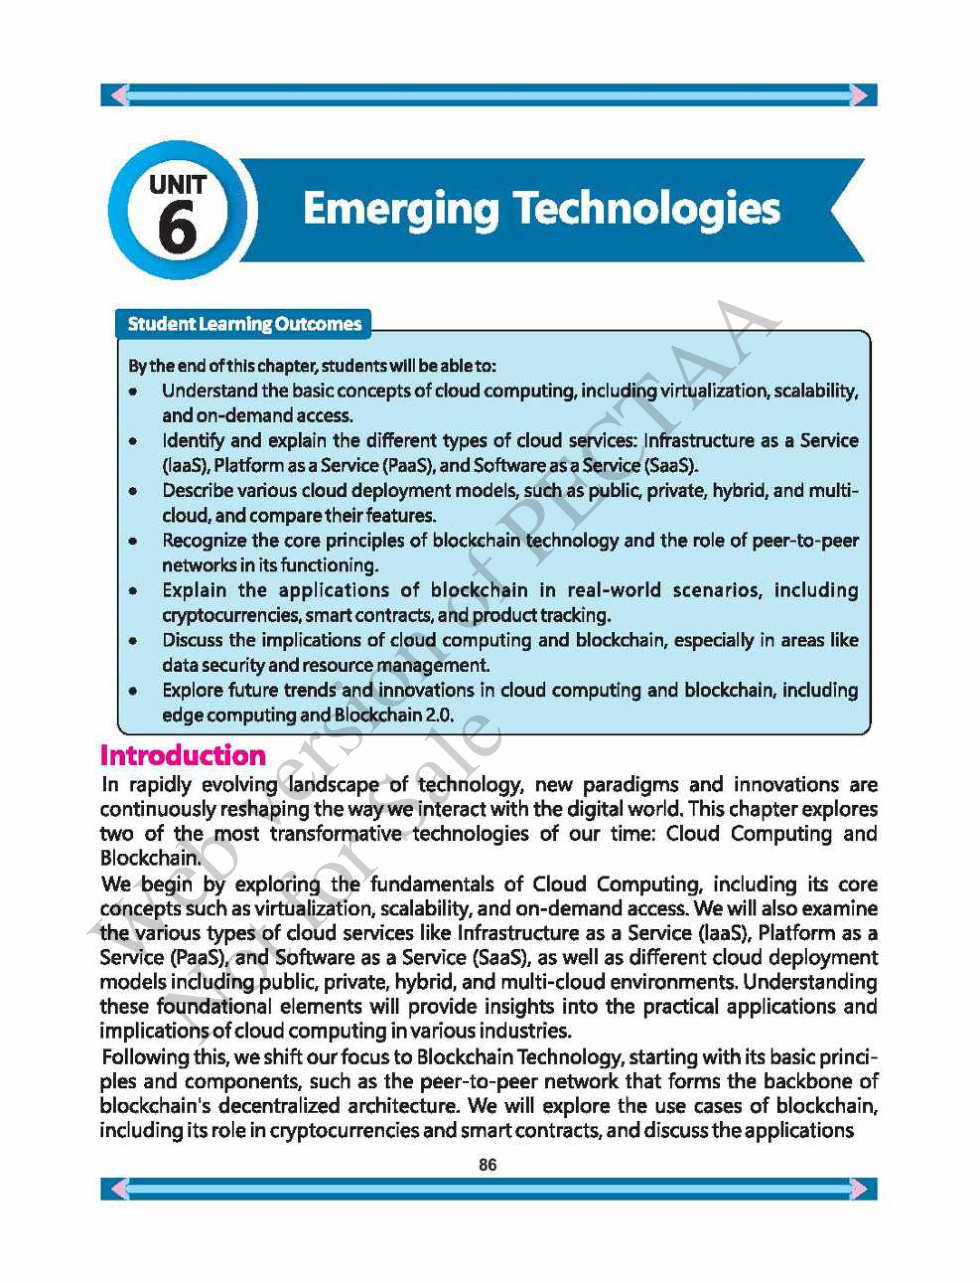 UNIT
6
Emerging Technologies
Student Learning Outcomes
By the end of this chapter, students will be able to:
• Understand the basic concepts of cloud computing, including virtualization, scalability,
and on-demand access.
• Identify and explain the different types of cloud services: Infrastructure as a Service
(IaaS), Platform as a Service (PaaS), and Software as a Service (SaaS).
• Describe various cloud deployment models, such as public, private, hybrid, and multi-
cloud, and compare their features.
• Recognize the core principles of blockchain technology and the role of peer-to-peer
networks in its functioning.
• Explain the applications of blockchain in real-world scenarios, including
cryptocurrencies, smart contracts, and product tracking.
• Discuss the implications of cloud computing and blockchain, especially in areas like
data security and resource management.
• Explore future trends and innovations in cloud computing and blockchain, including
edge computing and Blockchain 2.0.
Introduction
In rapidly evolving landscape of technology, new paradigms and innovations are
continuously reshaping the way we interact with the digital world. This chapter explores
two of the most transformative technologies of our time: Cloud Computing and
Blockchain.
We begin by exploring the fundamentals of Cloud Computing, including its core
concepts such as virtualization, scalability, and on-demand access. We will also examine
the various types of cloud services like Infrastructure as a Service (IaaS), Platform as a
Service (PaaS), and Software as a Service (SaaS), as well as different cloud deployment
models including public, private, hybrid, and multi-cloud environments. Understanding
these foundational elements will provide insights into the practical applications and
implications of cloud computing in various industries.
Following this, we shift our focus to Blockchain Technology, starting with its basic princi-
ples and components, such as the peer-to-peer network that forms the backbone of
blockchain's decentralized architecture. We will explore the use cases of blockchain,
including its role in cryptocurrencies and smart contracts, and discuss the applications
86
Web version of PECTAA
Not for Sale